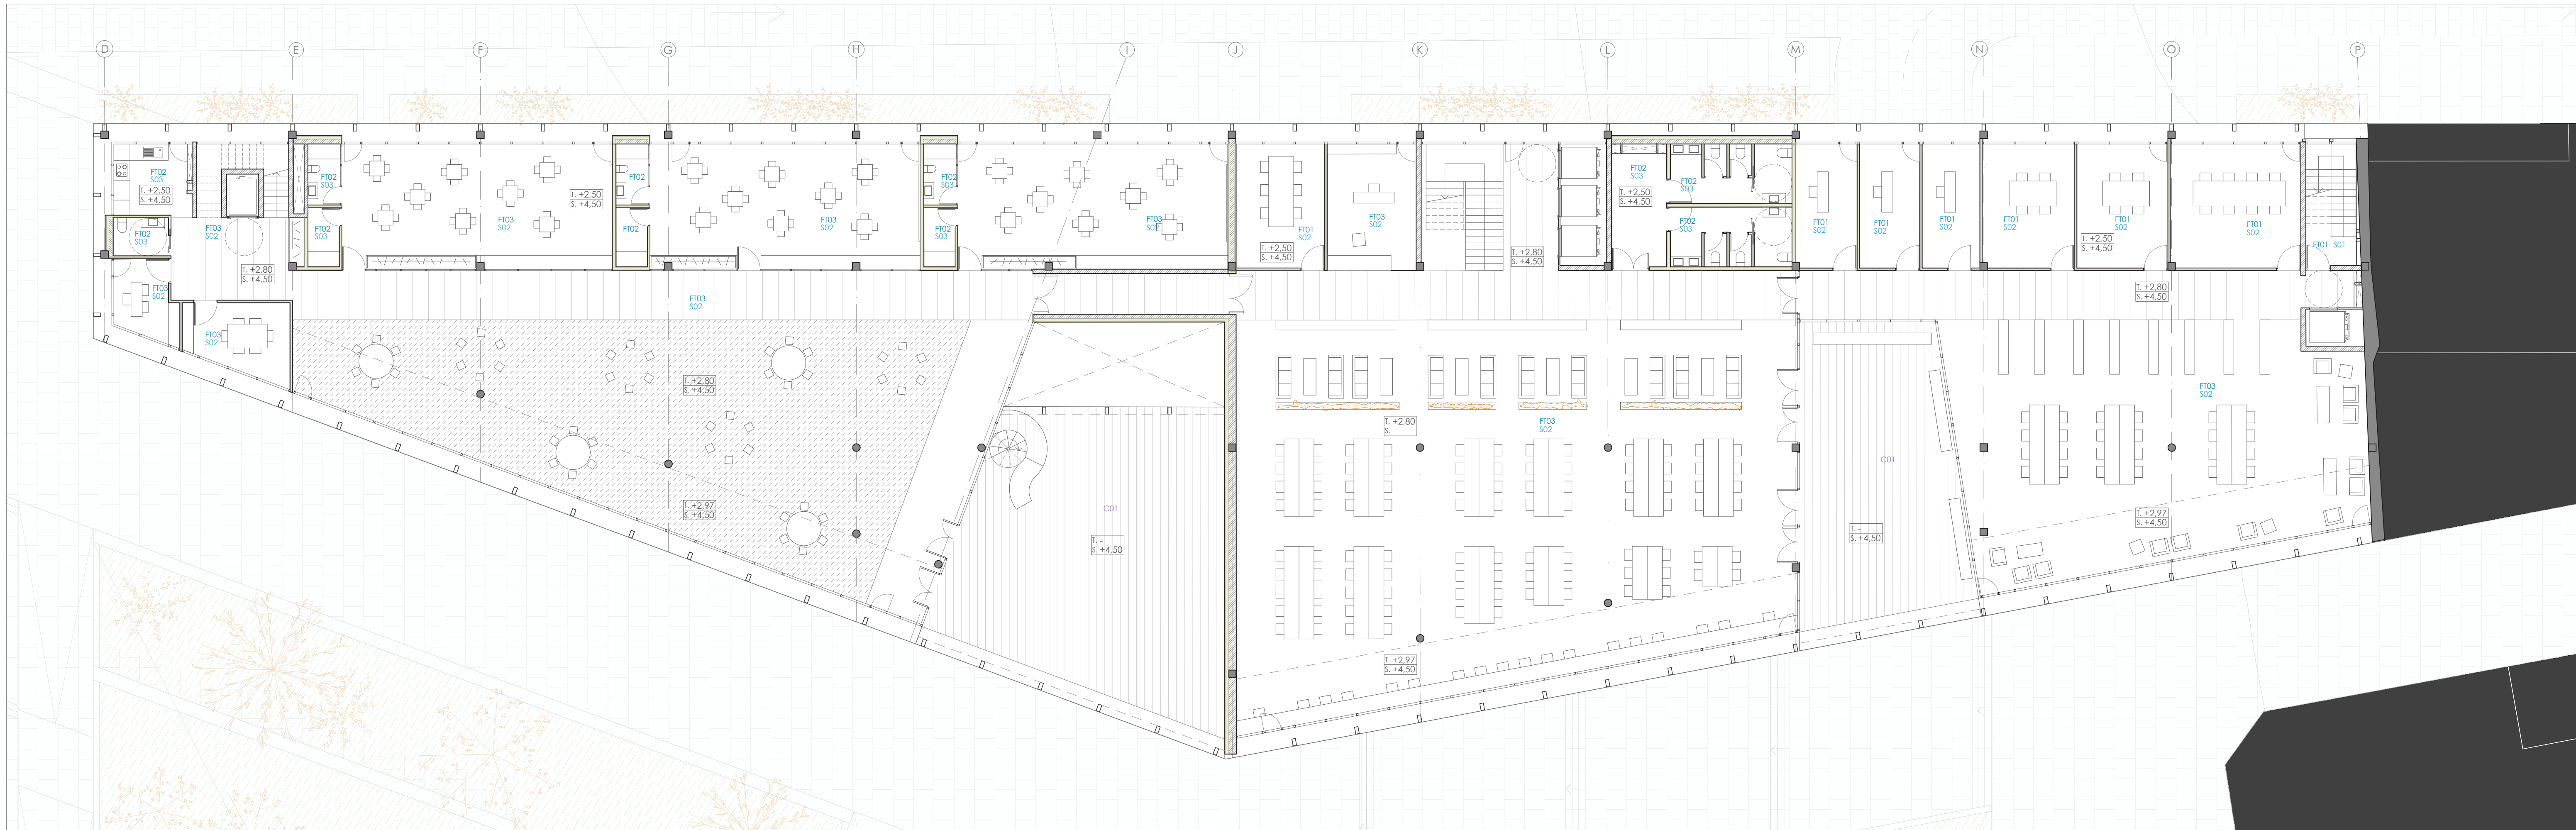 D E F G H I J K L M N O P
FT02
S03
T. +2,50
S. +4,50
FT02
S03
FT03
S02
T. +2,80
S. +4,50
FT03
S02
FT03
S02
FT02
S03
FT02
S03
FT03
S02
T. +2,50
S. +4,50
FT02
FT02
FT03
S02
FT02
S03
FT02
S03
FT03
S02
FT03
S02
T. +2,80
S. +4,50
T. +2,97
S. +4,50
C01
T. -
S. +4,50
FT01
S02
T. +2,50
S. +4,50
FT03
S02
T. +2,80
S. +4,50
FT02
S03
T. +2,50
S. +4,50
FT02
S03
FT02
S03
T. +2,80
S.
FT03
S02
T. +2,97
S. +4,50
FT01
S02
FT01
S02
FT01
S02
FT01
S02
FT01
S02
T. +2,50
S. +4,50
FT01
S02
FT01 S01
T. +2,80
S. +4,50
C01
T. -
S. +4,50
FT03
S02
T. +2,97
S. +4,50